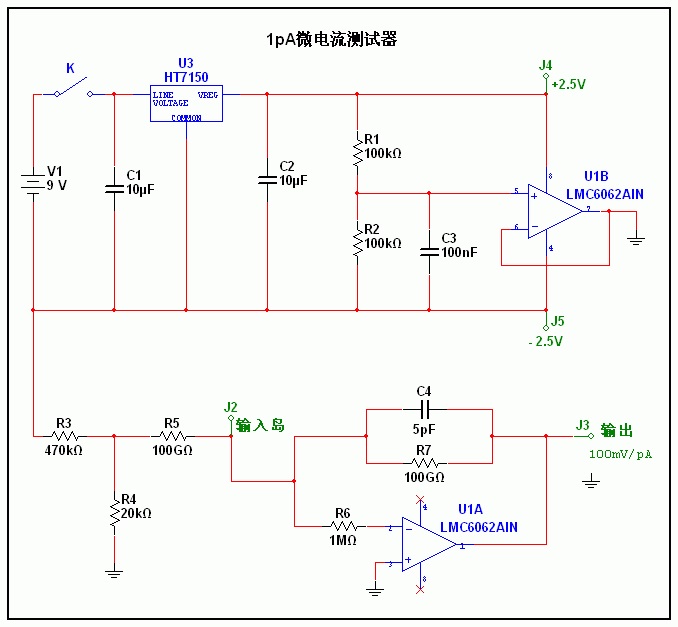 1pA微电流测试器
K
U3
HT7150
LINE VREG
VOLTAGE
COMMON
J4
+2.5V
V1
9 V
C1
10μF
C2
10μF
R1
100kΩ
R2
100kΩ
C3
100nF
U1B
LMC6062AIN
8
5
+
6
−
7
4
J5
- 2.5V
R3
470kΩ
R5
100GΩ
J2
输入岛
R4
20kΩ
C4
5pF
R7
100GΩ
J3
输出
100mV/pA
R6
1MΩ
U1A
LMC6062AIN
4
2
−
3
+
1
8